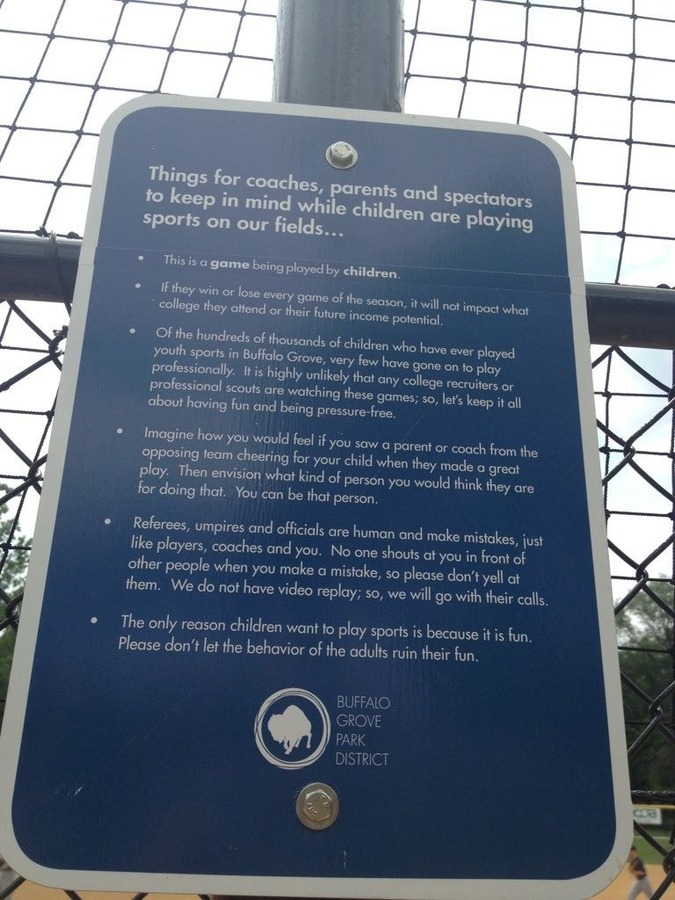 Things for coaches, parents and spectators
to keep in mind while children are playing
sports on our fields...
• This is a game being played by children.
• If they win or lose every game of the season, it will not impact what
college they attend or their future income potential.
• Of the hundreds of thousands of children who have ever played
youth sports in Buffalo Grove, very few have gone on to play
professionally. It is highly unlikely that any college recruiters or
professional scouts are watching these games; so, let's keep it all
about having fun and being pressure-free.
• Imagine how you would feel if you saw a parent or coach from the
opposing team cheering for your child when they made a great
play. Then envision what kind of person you would think they are
for doing that. You can be that person.
• Referees, umpires and officials are human and make mistakes, just
like players, coaches and you. No one shouts at you in front of
other people when you make a mistake, so please don't yell at
them. We do not have video replay; so, we will go with their calls.
• The only reason children want to play sports is because it is fun.
Please don't let the behavior of the adults ruin their fun.
BUFFALO
GROVE
PARK
DISTRICT